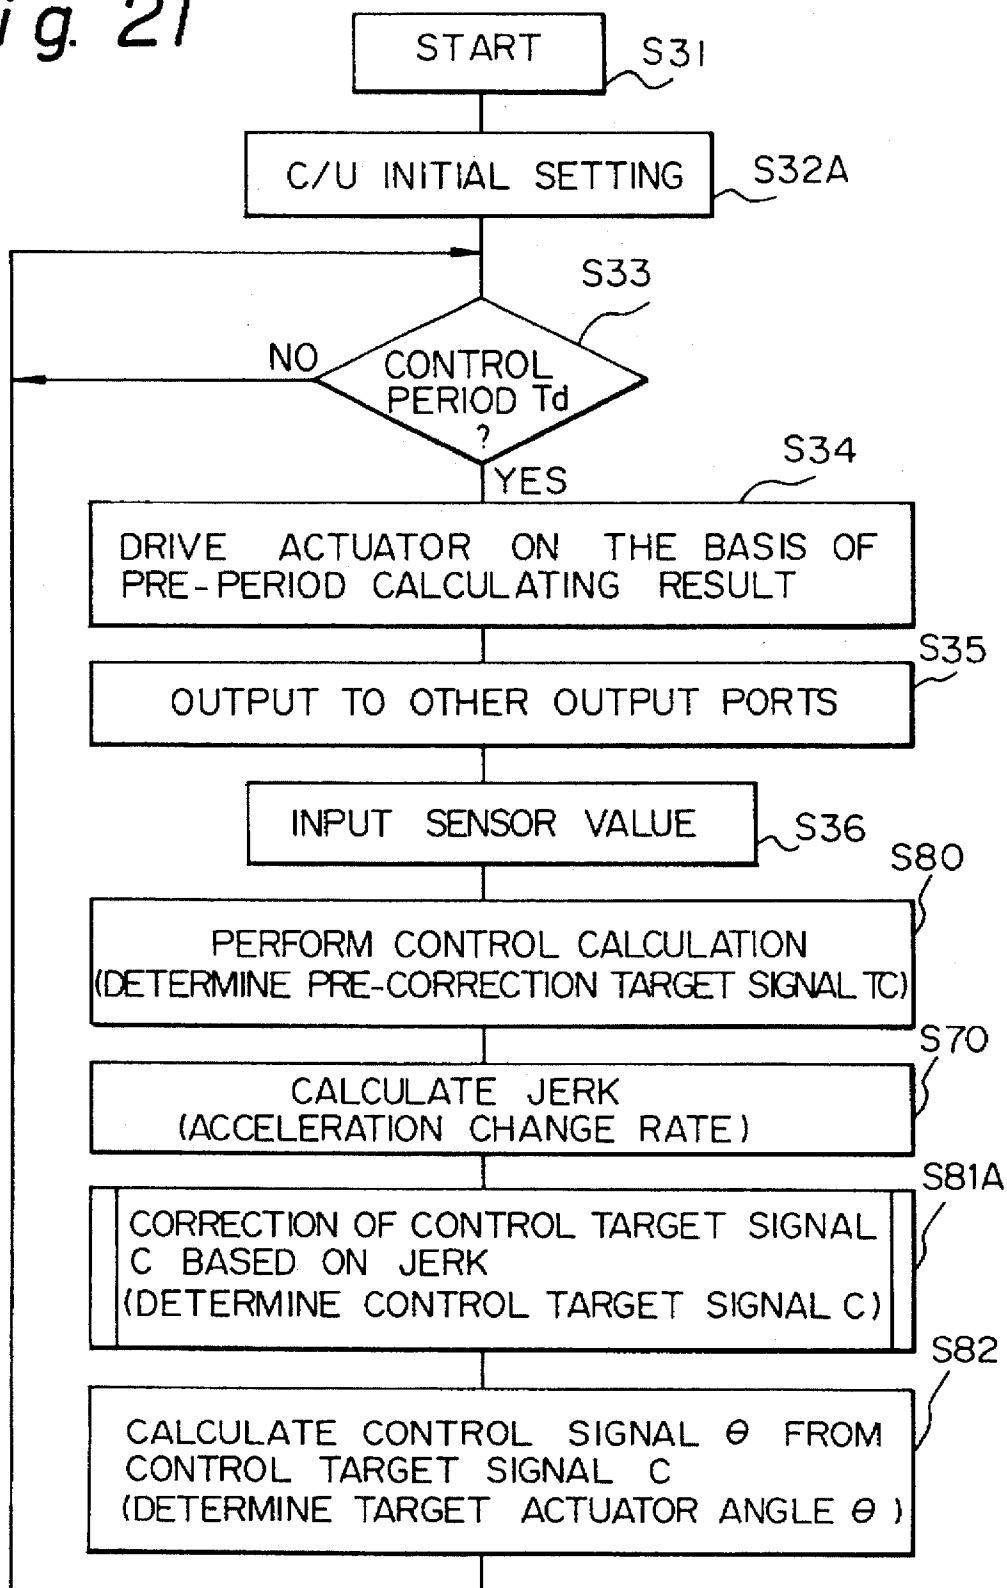 ig. 21
START
S31
C/U INITIAL SETTING
S32A
S33
NO
CONTROL
PERIOD Td
?
YES
S34
DRIVE ACTUATOR ON THE BASIS OF
PRE-PERIOD CALCULATING RESULT
S35
OUTPUT TO OTHER OUTPUT PORTS
INPUT SENSOR VALUE
S36
S80
PERFORM CONTROL CALCULATION
(DETERMINE PRE-CORRECTION TARGET SIGNAL TC)
S70
CALCULATE JERK
(ACCELERATION CHANGE RATE)
S81A
CORRECTION OF CONTROL TARGET SIGNAL
C BASED ON JERK
(DETERMINE CONTROL TARGET SIGNAL C)
S82
CALCULATE CONTROL SIGNAL θ FROM
CONTROL TARGET SIGNAL C
(DETERMINE TARGET ACTUATOR ANGLE θ)